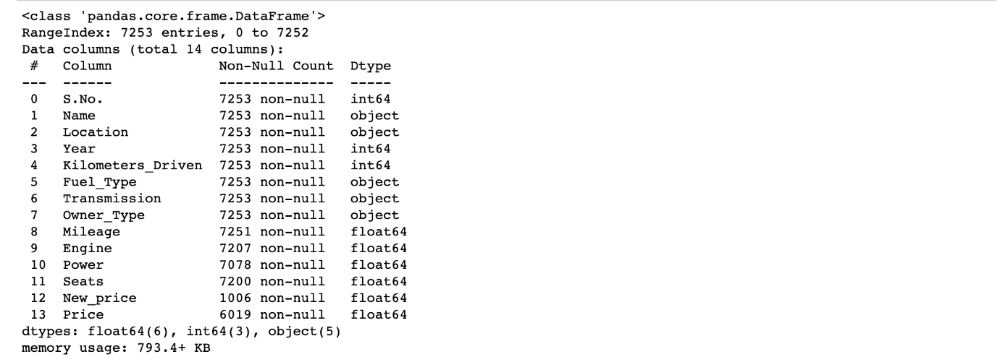 <class 'pandas.core.frame.DataFrame'>
RangeIndex: 7253 entries, 0 to 7252
Data columns (total 14 columns):
 #   Column             Non-Null Count  Dtype
---  ------             --------------  -----
 0   S.No.              7253 non-null   int64
 1   Name               7253 non-null   object
 2   Location           7253 non-null   object
 3   Year               7253 non-null   int64
 4   Kilometers_Driven  7253 non-null   int64
 5   Fuel_Type          7253 non-null   object
 6   Transmission       7253 non-null   object
 7   Owner_Type         7253 non-null   object
 8   Mileage            7251 non-null   float64
 9   Engine             7207 non-null   float64
 10  Power              7078 non-null   float64
 11  Seats              7200 non-null   float64
 12  New_price          1006 non-null   float64
 13  Price              6019 non-null   float64
dtypes: float64(6), int64(3), object(5)
memory usage: 793.4+ KB